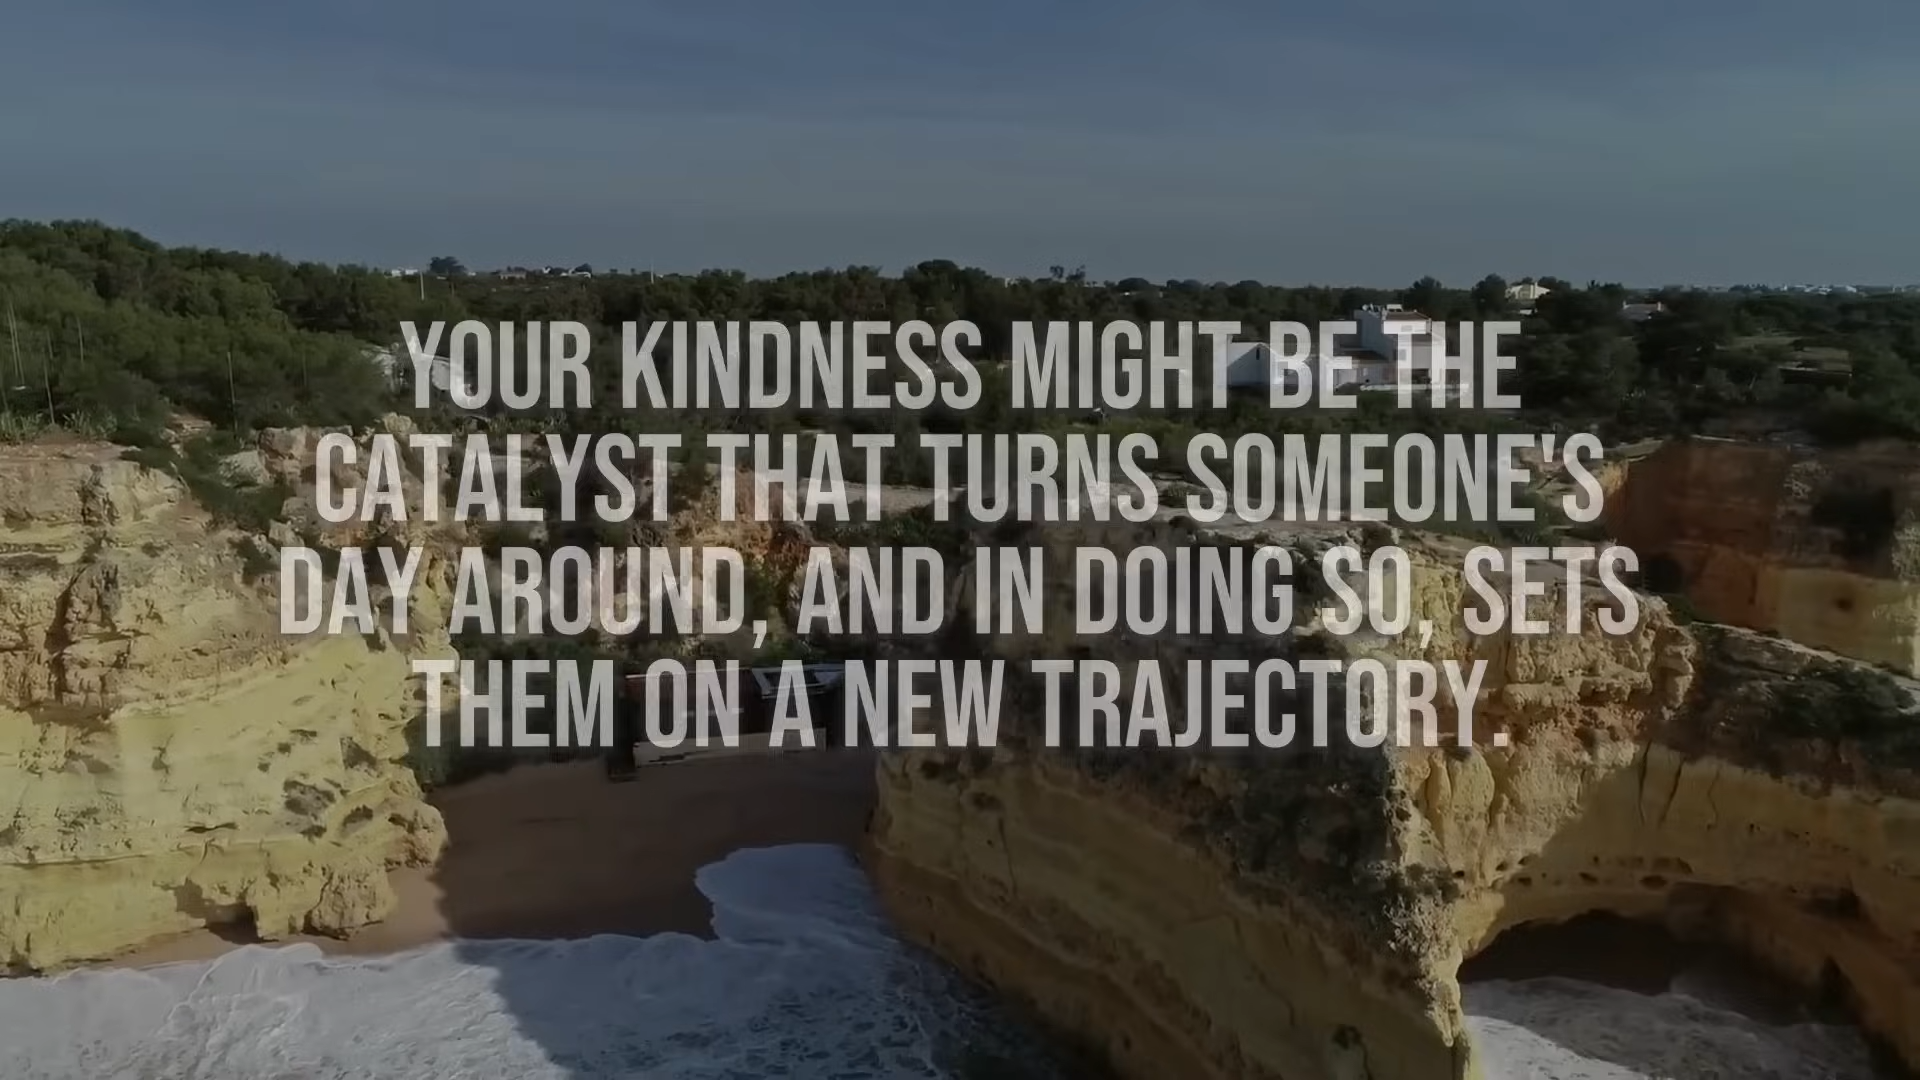 YOUR KINDNESS MIGHT BE THE
CATALYST THAT TURNS SOMEONE'S
DAY AROUND, AND IN DOING SO, SETS
THEM ON A NEW TRAJECTORY.